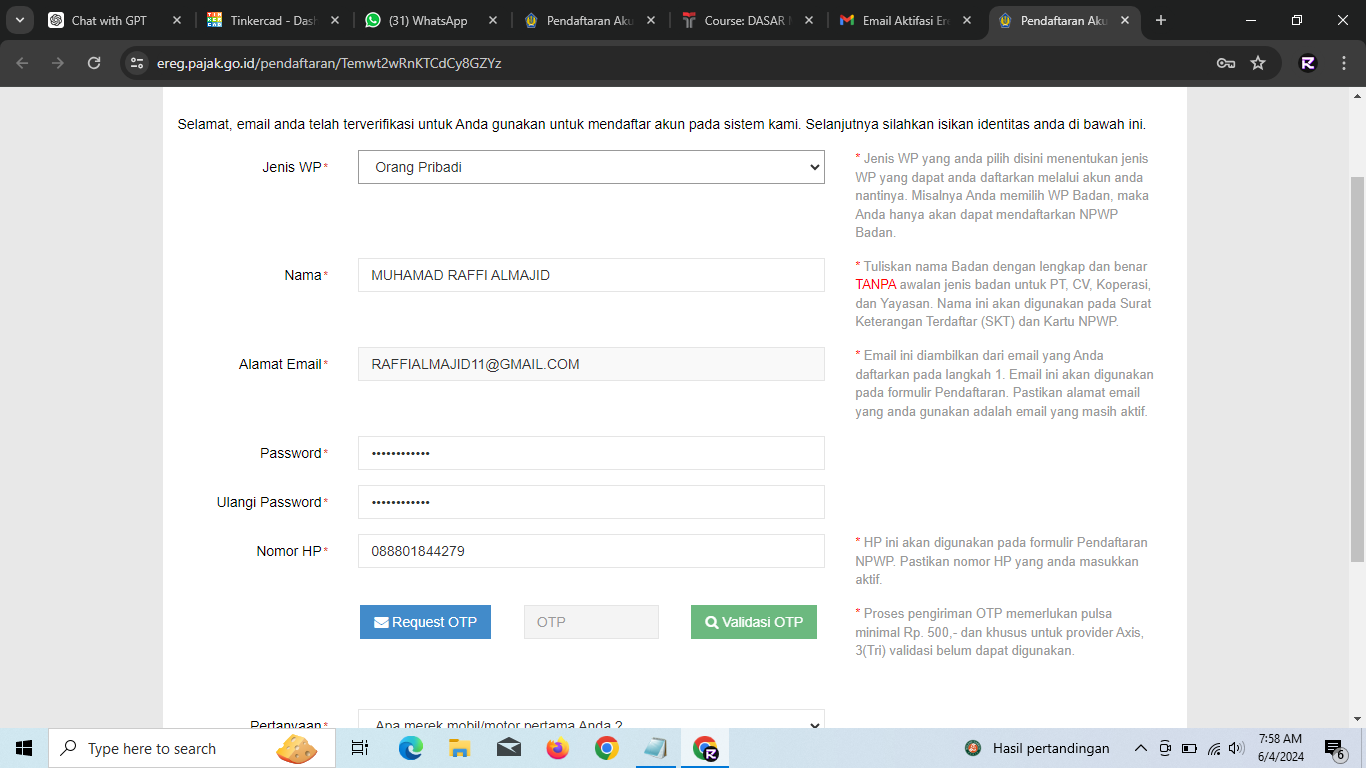 Chat with GPT
Tinkercad - Das
(31) WhatsApp
Pendaftaran Aku
Course: DASAR
Email Aktifasi Er
Pendaftaran Aku
ereg.pajak.go.id/pendaftaran/Temwt2wRnKTCdCy8GZYz
Selamat, email anda telah terverifikasi untuk Anda gunakan untuk mendaftar akun pada sistem kami. Selanjutnya silahkan isikan identitas anda di bawah ini.
Jenis WP*
Orang Pribadi
* Jenis WP yang anda pilih disini menentukan jenis
WP yang dapat anda daftarkan melalui akun anda
nantinya. Misalnya Anda memilih WP Badan, maka
Anda hanya akan dapat mendaftarkan NPWP
Badan.
Nama*
MUHAMAD RAFFI ALMAJID
* Tuliskan nama Badan dengan lengkap dan benar
TANPA awalan jenis badan untuk PT, CV, Koperasi,
dan Yayasan. Nama ini akan digunakan pada Surat
Keterangan Terdaftar (SKT) dan Kartu NPWP.
Alamat Email*
RAFFIALMAJID11@GMAIL.COM
* Email ini diambilkan dari email yang Anda
daftarkan pada langkah 1. Email ini akan digunakan
pada formulir Pendaftaran. Pastikan alamat email
yang anda gunakan adalah email yang masih aktif.
Password*
••••••••••••
Ulangi Password*
••••••••••••
Nomor HP*
088801844279
* HP ini akan digunakan pada formulir Pendaftaran
NPWP. Pastikan nomor HP yang anda masukkan
aktif.
Request OTP
OTP
Validasi OTP
* Proses pengiriman OTP memerlukan pulsa
minimal Rp. 500,- dan khusus untuk provider Axis,
3(Tri) validasi belum dapat digunakan.
Pertanyaan*
Apa merek mobil/motor pertama Anda ?
Type here to search
Hasil pertandingan
7:58 AM
6/4/2024
6